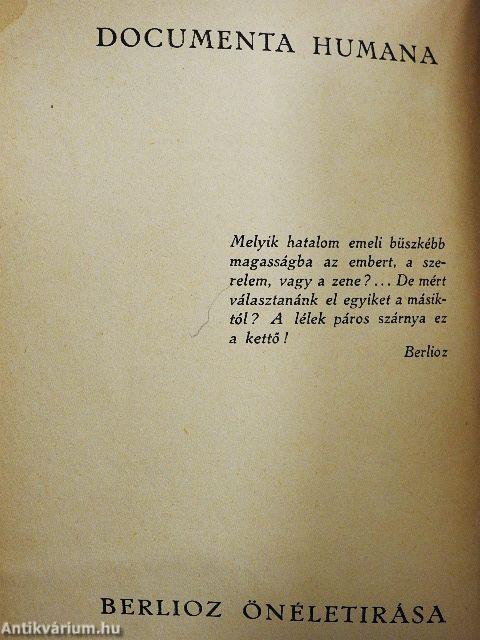 DOCUMENTA HUMANA
Melyik hatalom emeli büszkébb
magasságba az embert, a sze-
relem, vagy a zene?... De mért
választanánk el egyiket a másik-
tól? A lélek páros szárnya ez
a kettő!
Berlioz
BERLIOZ ÖNÉLETIRÁSA
Antikvárium.hu